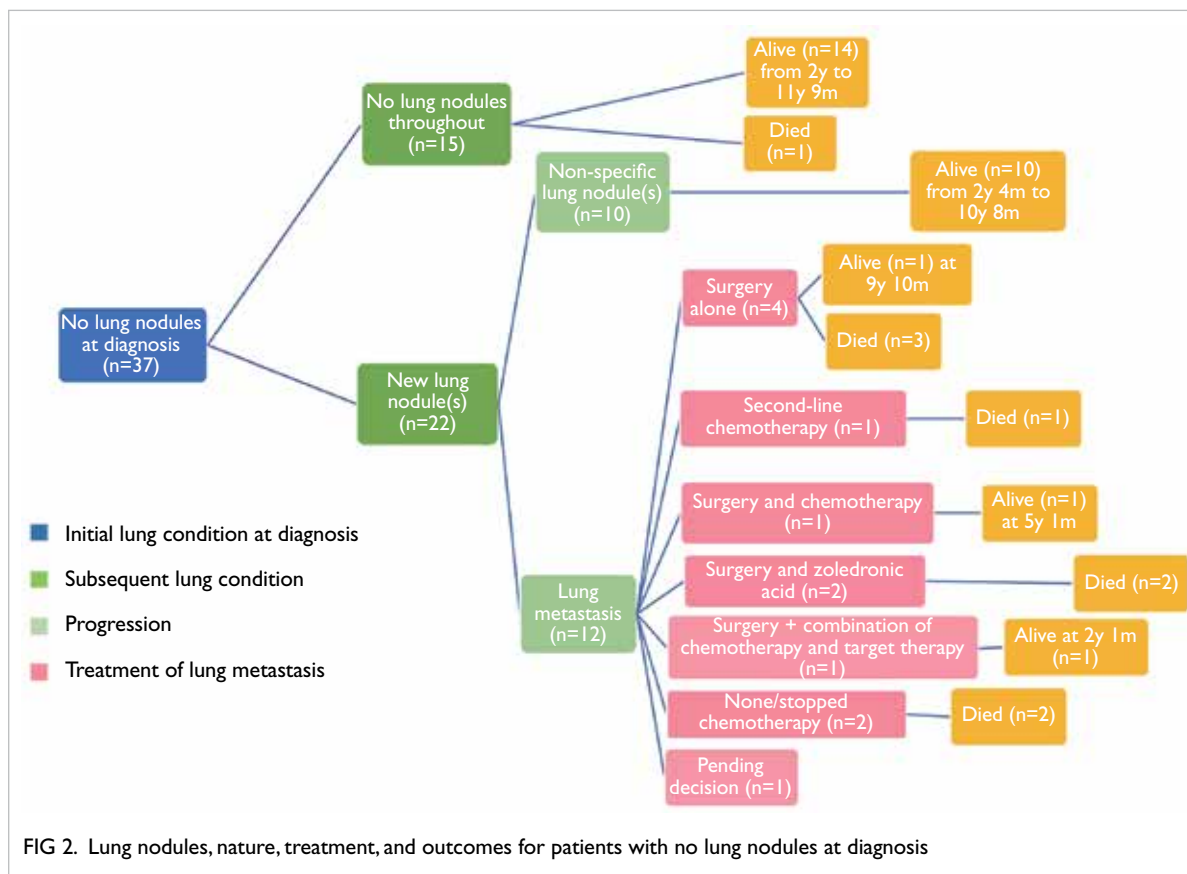 No lung nodules
at diagnosis
(n=37)
No lung nodules
throughout
(n=15)
Alive (n=14)
from 2y to
11y 9m
Died
(n=1)
New lung
nodule(s)
(n=22)
Non-specific
lung nodule(s)
(n=10)
Alive (n=10)
from 2y 4m to
10y 8m
Lung
metastasis
(n=12)
Surgery
alone (n=4)
Alive (n=1) at
9y 10m
Died (n=3)
Second-line
chemotherapy (n=1)
Died (n=1)
Surgery and chemotherapy
(n=1)
Alive (n=1)
at 5y 1m
Surgery and zoledronic
acid (n=2)
Died (n=2)
Surgery + combination of
chemotherapy and target therapy
(n=1)
Alive at 2y 1m
(n=1)
None/stopped
chemotherapy (n=2)
Died (n=2)
Pending
decision (n=1)
Initial lung condition at diagnosis
Subsequent lung condition
Progression
Treatment of lung metastasis
FIG 2. Lung nodules, nature, treatment, and outcomes for patients with no lung nodules at diagnosis